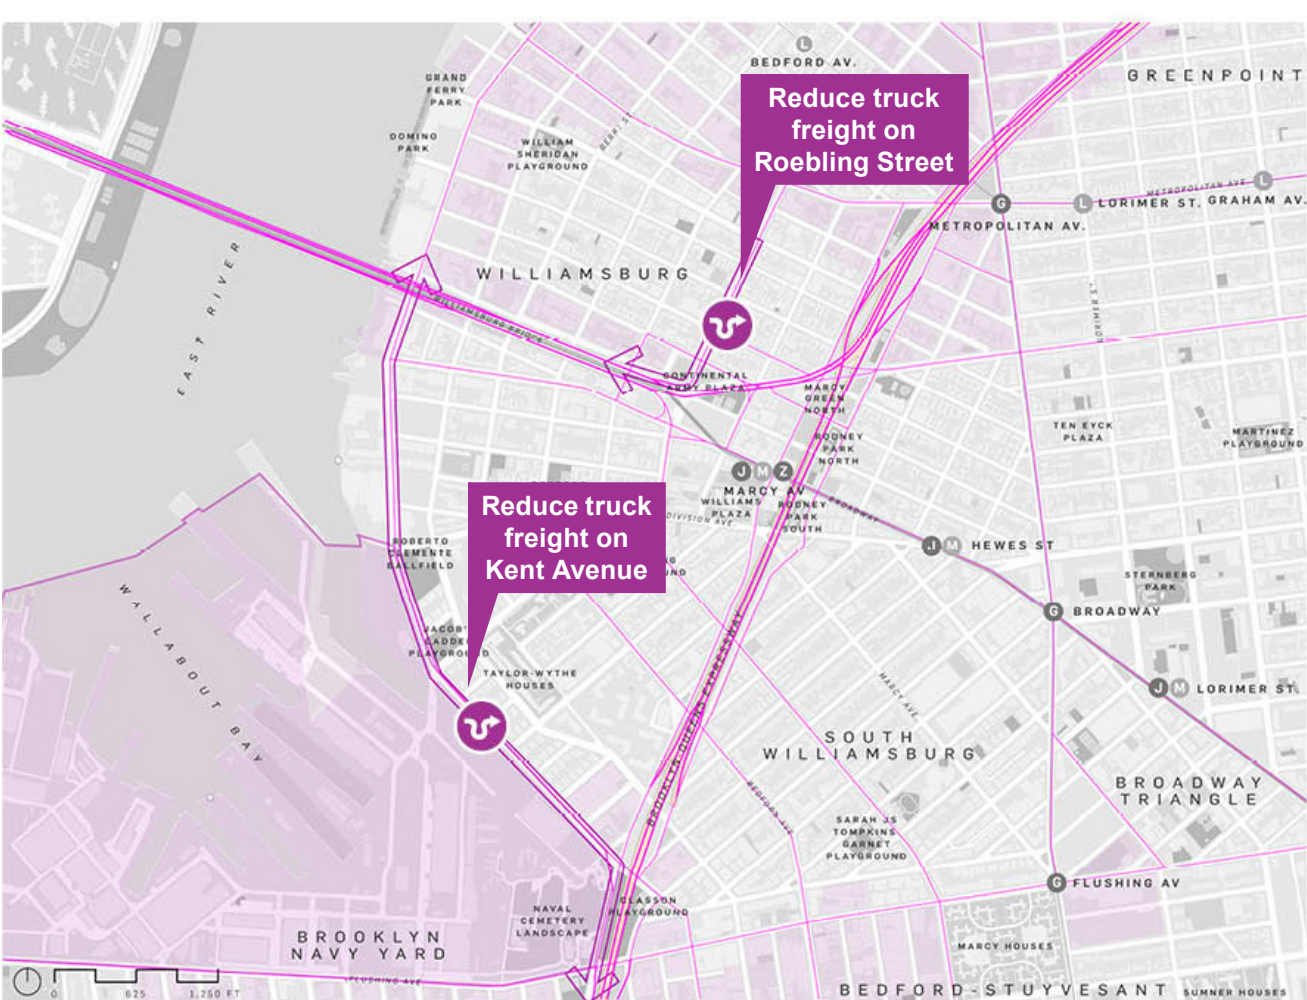 BEDFORD AV.
L
GREENPOINT
GRAND
FERRY
PARK
Reduce truck
freight on
Roebling Street
DOMINO
PARK
WILLIAM
SHERIDAN
PLAYGROUND
BERRY ST
METROPOLITAN AVE
L
G
L
LORIMER ST.
GRAHAM AV.
METROPOLITAN AV.
EAST RIVER
WILLIAMSBURG
WILLIAMSBURG BRIDGE
LORIMER ST.
CONTINENTAL
ARMY PLAZA
MARCY
GREEN
NORTH
TEN EYCK
PLAZA
MARTINEZ
PLAYGROUND
RODNEY
PARK
NORTH
J M Z
MARCY AV
WILLIAMS
PLAZA
RODNEY
PARK
SOUTH
BROADWAY
DIVISION AVE
Reduce truck
freight on
Kent Avenue
ROBERTO
CLEMENTE
BALLFIELD
J M HEWES ST
STERNBERG
PARK
G BROADWAY
WALLABOUT BAY
JACOB'S
LADDER
PLAYGROUND
TAYLOR-WYTHE
HOUSES
BROOKLYN QUEENS EXPRESSWAY
MARCY AVE
J M LORIMER ST.
SOUTH
WILLIAMSBURG
BROADWAY
TRIANGLE
BEDFORD AVE
SARAH JS
TOMPKINS
GARNET
PLAYGROUND
G FLUSHING AV
NAVAL
CEMETERY
LANDSCAPE
CLASSON
PLAYGROUND
BROOKLYN
NAVY YARD
MARCY HOUSES
FLUSHING AVE
0 625 1,250 FT
BEDFORD-STUYVESANT
SUMNER HOUSES